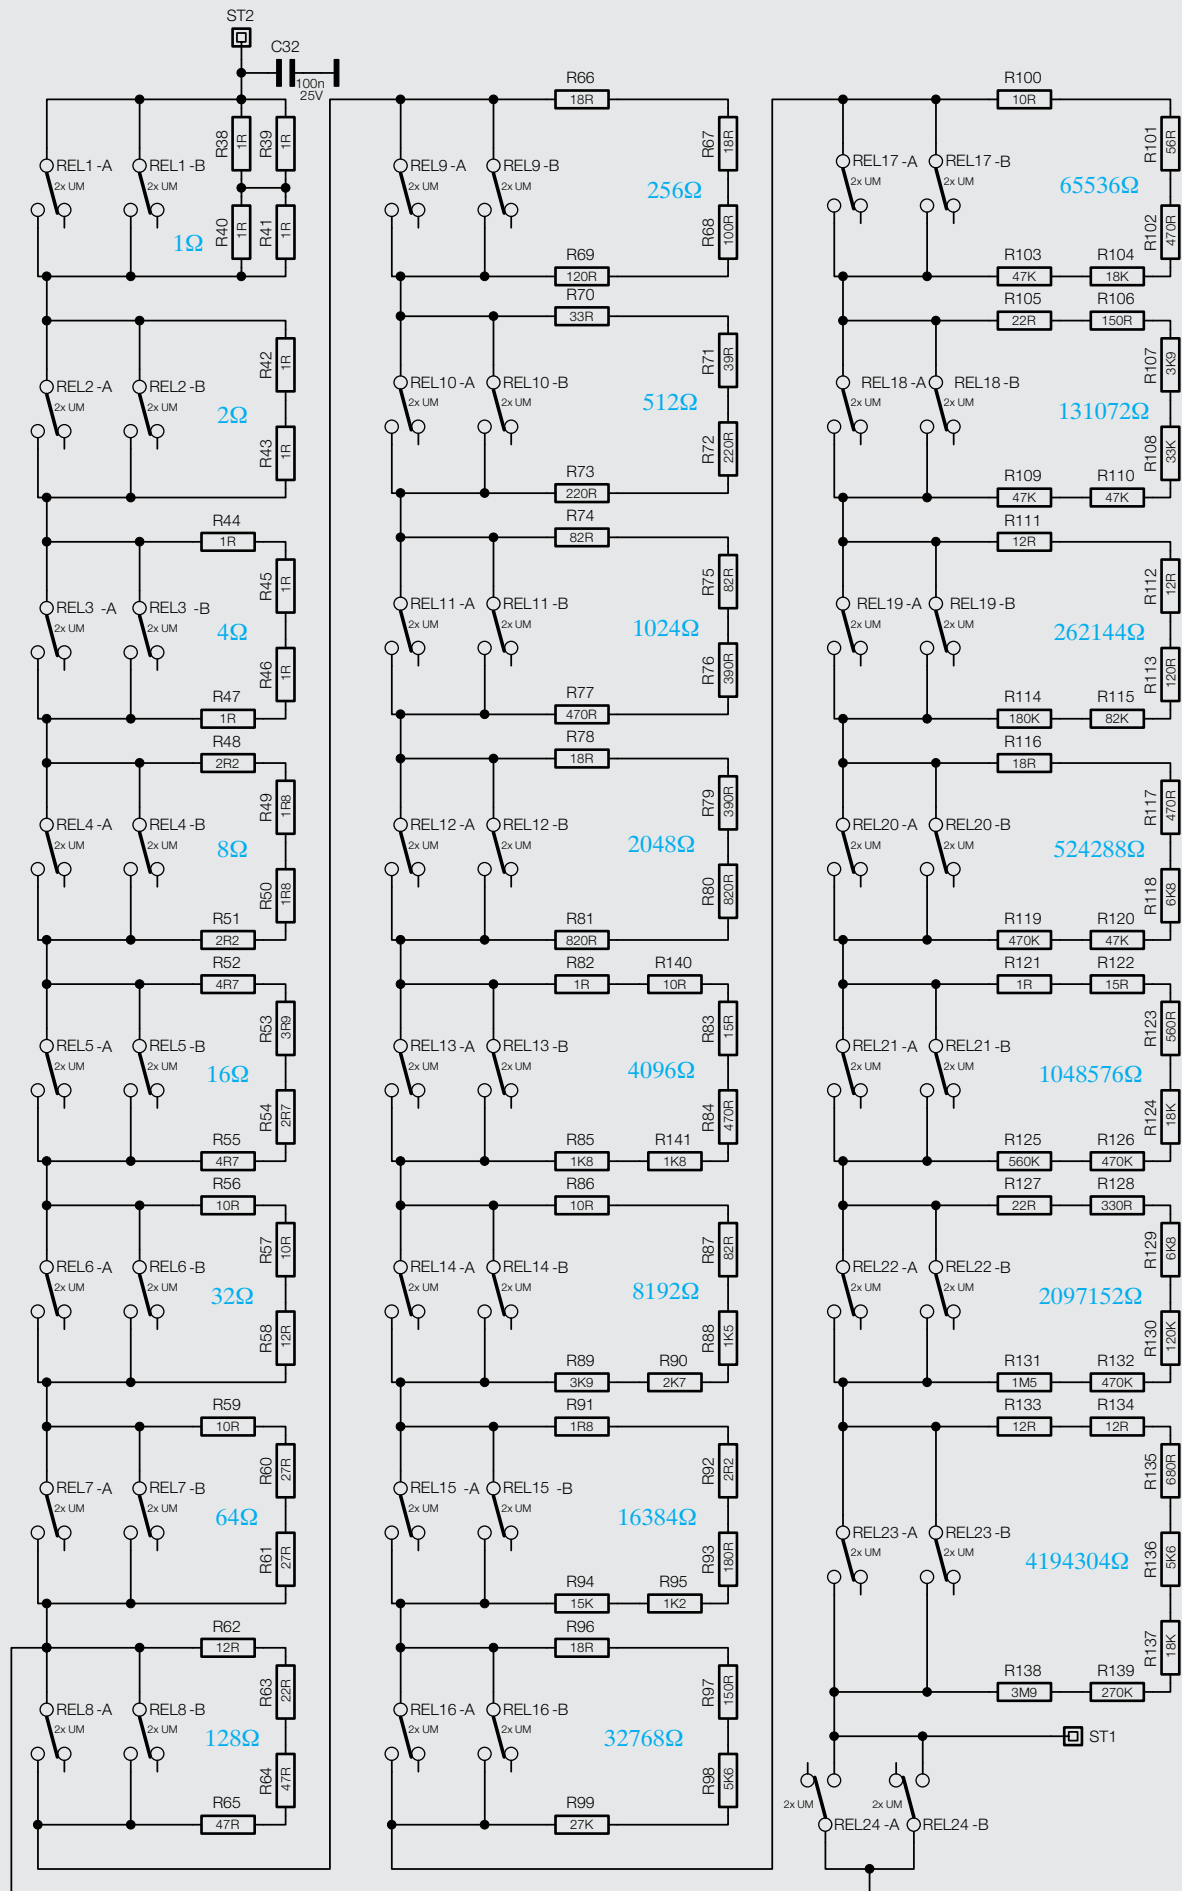 ST2
C32
100n
25V
R38 1R
R39 1R
REL1-A
2x UM
REL1-B
2x UM
R40 1R
R41 1R
1Ω
R42 1R
REL2-A
2x UM
REL2-B
2x UM
2Ω
R43 1R
R44
1R
R45 1R
REL3 -A
2x UM
REL3 -B
2x UM
4Ω
R46 1R
R47
1R
R48
2R2
R49 1R8
REL4-A
2x UM
REL4-B
2x UM
8Ω
R50 1R8
R51
2R2
R52
4R7
R53 3R9
REL5-A
2x UM
REL5-B
2x UM
16Ω
R54 2R7
R55
4R7
R56
10R
R57 10R
REL6-A
2x UM
REL6-B
2x UM
32Ω
R58 12R
R59
10R
R60 27R
REL7-A
2x UM
REL7-B
2x UM
64Ω
R61 27R
R62
12R
R63 22R
REL8-A
2x UM
REL8-B
2x UM
128Ω
R64 47R
R65
47R
R66
18R
R67 18R
REL9-A
2x UM
REL9-B
2x UM
256Ω
R68 100R
R69
120R
R70
33R
R71 39R
REL10-A
2x UM
REL10-B
2x UM
512Ω
R72 220R
R73
220R
R74
82R
R75 82R
REL11-A
2x UM
REL11-B
2x UM
1024Ω
R76 390R
R77
470R
R78
18R
R79 390R
REL12-A
2x UM
REL12-B
2x UM
2048Ω
R80 820R
R81
820R
R82 R140
1R 10R
R83 15R
REL13-A
2x UM
REL13-B
2x UM
4096Ω
R84 470R
R85 R141
1K8 1K8
R86
10R
R87 82R
REL14-A
2x UM
REL14-B
2x UM
8192Ω
R88 1K5
R89 R90
3K9 2K7
R91
1R8
R92 2R2
REL15 -A
2x UM
REL15 -B
2x UM
16384Ω
R93 180R
R94 R95
15K 1K2
R96
18R
R97 150R
REL16-A
2x UM
REL16-B
2x UM
32768Ω
R98 5K6
R99
27K
R100
10R
R101 56R
REL17-A
2x UM
REL17-B
2x UM
65536Ω
R102 470R
R103 R104
47K 18K
R105 R106
22R 150R
R107 3K9
REL18-A
2x UM
REL18-B
2x UM
131072Ω
R108 33K
R109 R110
47K 47K
R111
12R
R112 12R
REL19-A
2x UM
REL19-B
2x UM
262144Ω
R113 120R
R114 R115
180K 82K
R116
18R
R117 470R
REL20-A
2x UM
REL20-B
2x UM
524288Ω
R118 6K8
R119 R120
470K 47K
R121 R122
1R 15R
R123 560R
REL21-A
2x UM
REL21-B
2x UM
1048576Ω
R124 18K
R125 R126
560K 470K
R127 R128
22R 330R
R129 6K8
REL22-A
2x UM
REL22-B
2x UM
2097152Ω
R130 120K
R131 R132
1M5 470K
R133 R134
12R 12R
R135 680R
REL23-A
2x UM
REL23-B
2x UM
4194304Ω
R136 5K6
R137 18K
R138 R139
3M9 270K
ST1
2x UM
REL24-A
2x UM
REL24-B